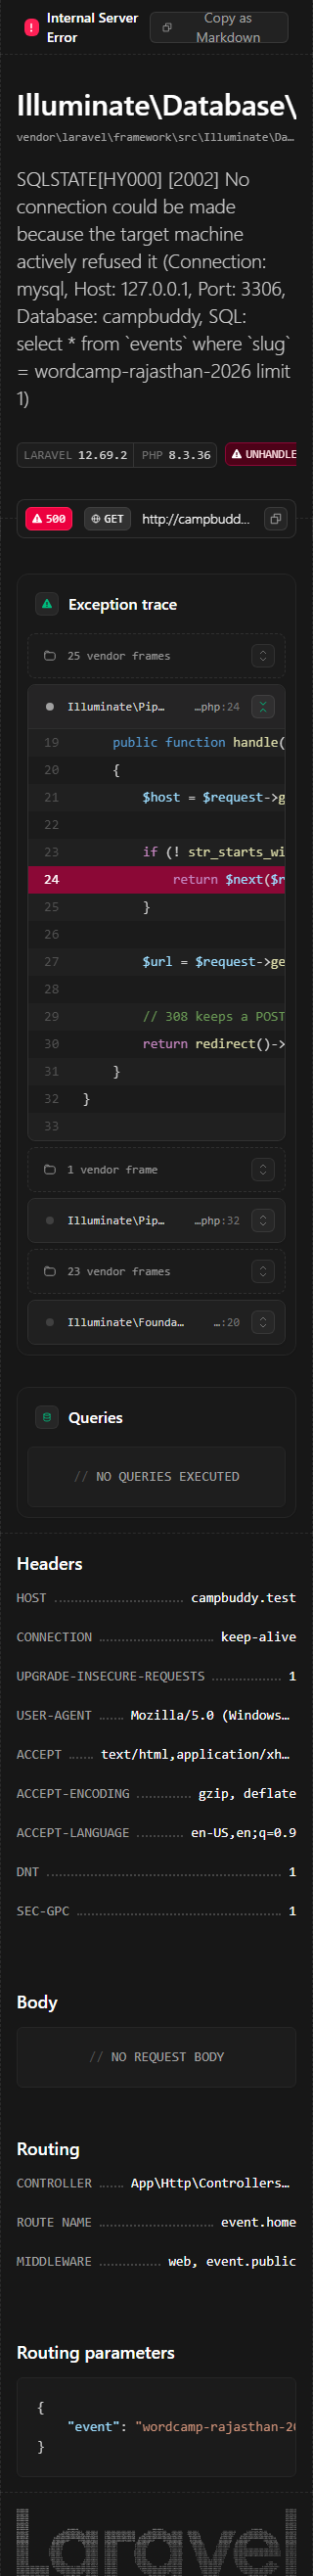 Internal Server
Error
Copy as
Markdown
Illuminate\Database\
vendor\laravel\framework\src\Illuminate\Da…
SQLSTATE[HY000] [2002] No
connection could be made
because the target machine
actively refused it (Connection:
mysql, Host: 127.0.0.1, Port: 3306,
Database: campbuddy, SQL:
select * from `events` where `slug`
= wordcamp-rajasthan-2026 limit
1)
LARAVEL 12.69.2 PHP 8.3.36 UNHANDLE
500 GET http://campbudd…
Exception trace
25 vendor frames
Illuminate\Pip… …php:24
19 public function handle(
20 {
21 $host = $request->g
22
23 if (! str_starts_wi
24 return $next($r
25 }
26
27 $url = $request->ge
28
29 // 308 keeps a POST
30 return redirect()->
31 }
32 }
33
1 vendor frame
Illuminate\Pip… …php:32
23 vendor frames
Illuminate\Founda… …:20
Queries
// NO QUERIES EXECUTED
Headers
HOST campbuddy.test
CONNECTION keep-alive
UPGRADE-INSECURE-REQUESTS 1
USER-AGENT Mozilla/5.0 (Windows…
ACCEPT text/html,application/xh…
ACCEPT-ENCODING gzip, deflate
ACCEPT-LANGUAGE en-US,en;q=0.9
DNT 1
SEC-GPC 1
Body
// NO REQUEST BODY
Routing
CONTROLLER App\Http\Controllers…
ROUTE NAME event.home
MIDDLEWARE web, event.public
Routing parameters
{
"event": "wordcamp-rajasthan-20
}
Laravel